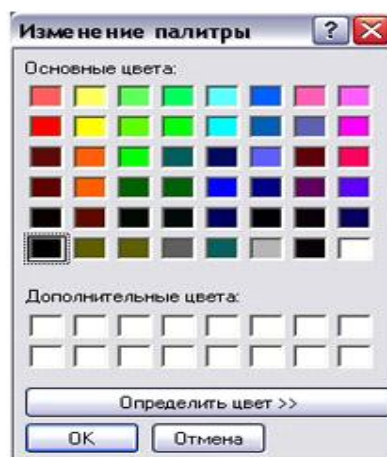 Изменение палитры
Основные цвета:
Дополнительные цвета:
Определить цвет >>
OK Отмена